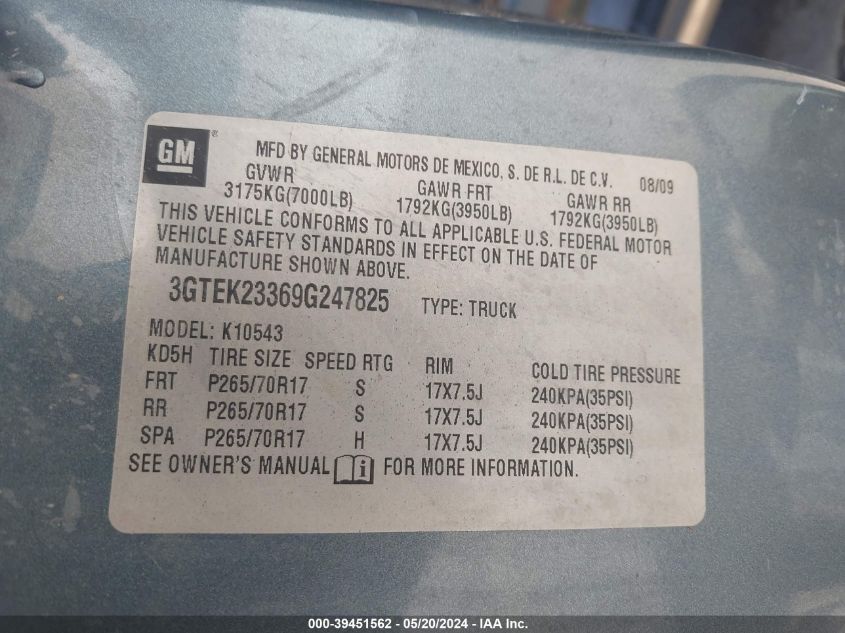 GM ® MFD BY GENERAL MOTORS DE MEXICO, S. DE R.L. DE C.V. 08/09
GVWR GAWR FRT GAWR RR
3175KG(7000LB) 1792KG(3950LB) 1792KG(3950LB)
THIS VEHICLE CONFORMS TO ALL APPLICABLE U.S. FEDERAL MOTOR
VEHICLE SAFETY STANDARDS IN EFFECT ON THE DATE OF
MANUFACTURE SHOWN ABOVE.
3GTEK23369G247825 TYPE: TRUCK
MODEL: K10543
KD5H TIRE SIZE SPEED RTG RIM COLD TIRE PRESSURE
FRT P265/70R17 S 17X7.5J 240KPA(35PSI)
RR P265/70R17 S 17X7.5J 240KPA(35PSI)
SPA P265/70R17 H 17X7.5J 240KPA(35PSI)
SEE OWNER'S MANUAL i FOR MORE INFORMATION.
000-39451562 - 05/20/2024 - IAA Inc.